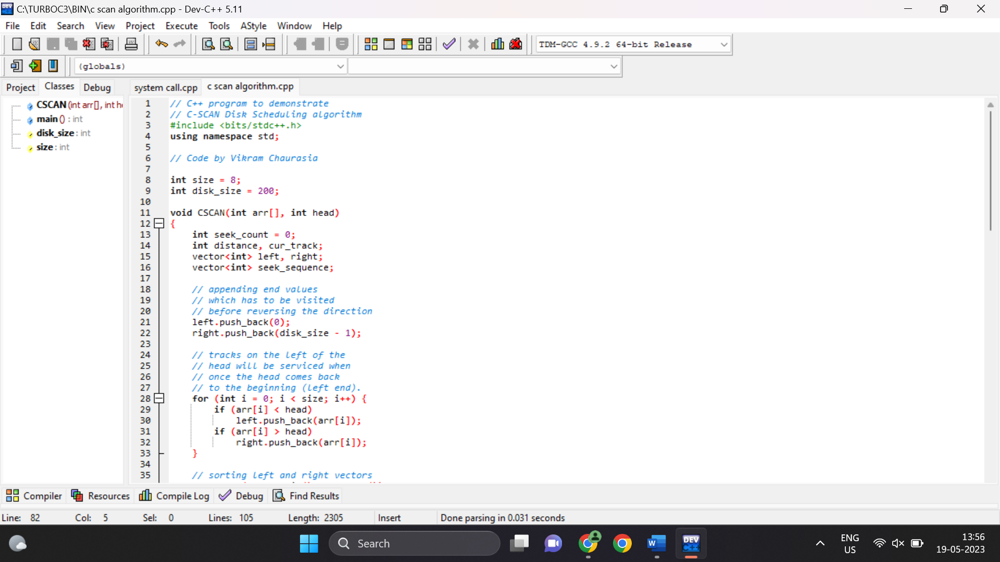 C:\TURBOC3\BIN\c scan algorithm.cpp - Dev-C++ 5.11
File Edit Search View Project Execute Tools AStyle Window Help
TDM-GCC 4.9.2 64-bit Release
(globals)
Project Classes Debug system call.cpp c scan algorithm.cpp
CSCAN (int arr[], int h
main () : int
disk_size : int
size : int
1 // C++ program to demonstrate
2 // C-SCAN Disk Scheduling algorithm
3 #include <bits/stdc++.h>
4 using namespace std;
5
6 // Code by Vikram Chaurasia
7
8 int size = 8;
9 int disk_size = 200;
10
11 void CSCAN(int arr[], int head)
12 {
13 int seek_count = 0;
14 int distance, cur_track;
15 vector<int> left, right;
16 vector<int> seek_sequence;
17
18 // appending end values
19 // which has to be visited
20 // before reversing the direction
21 left.push_back(0);
22 right.push_back(disk_size - 1);
23
24 // tracks on the left of the
25 // head will be serviced when
26 // once the head comes back
27 // to the beginning (left end).
28 for (int i = 0; i < size; i++) {
29 if (arr[i] < head)
30 left.push_back(arr[i]);
31 if (arr[i] > head)
32 right.push_back(arr[i]);
33 }
34
35 // sorting left and right vectors
Compiler Resources Compile Log Debug Find Results
Line: 82 Col: 5 Sel: 0 Lines: 105 Length: 2305 Insert Done parsing in 0.031 seconds
Search
W
DEV C++
ENG US
13:56
19-05-2023